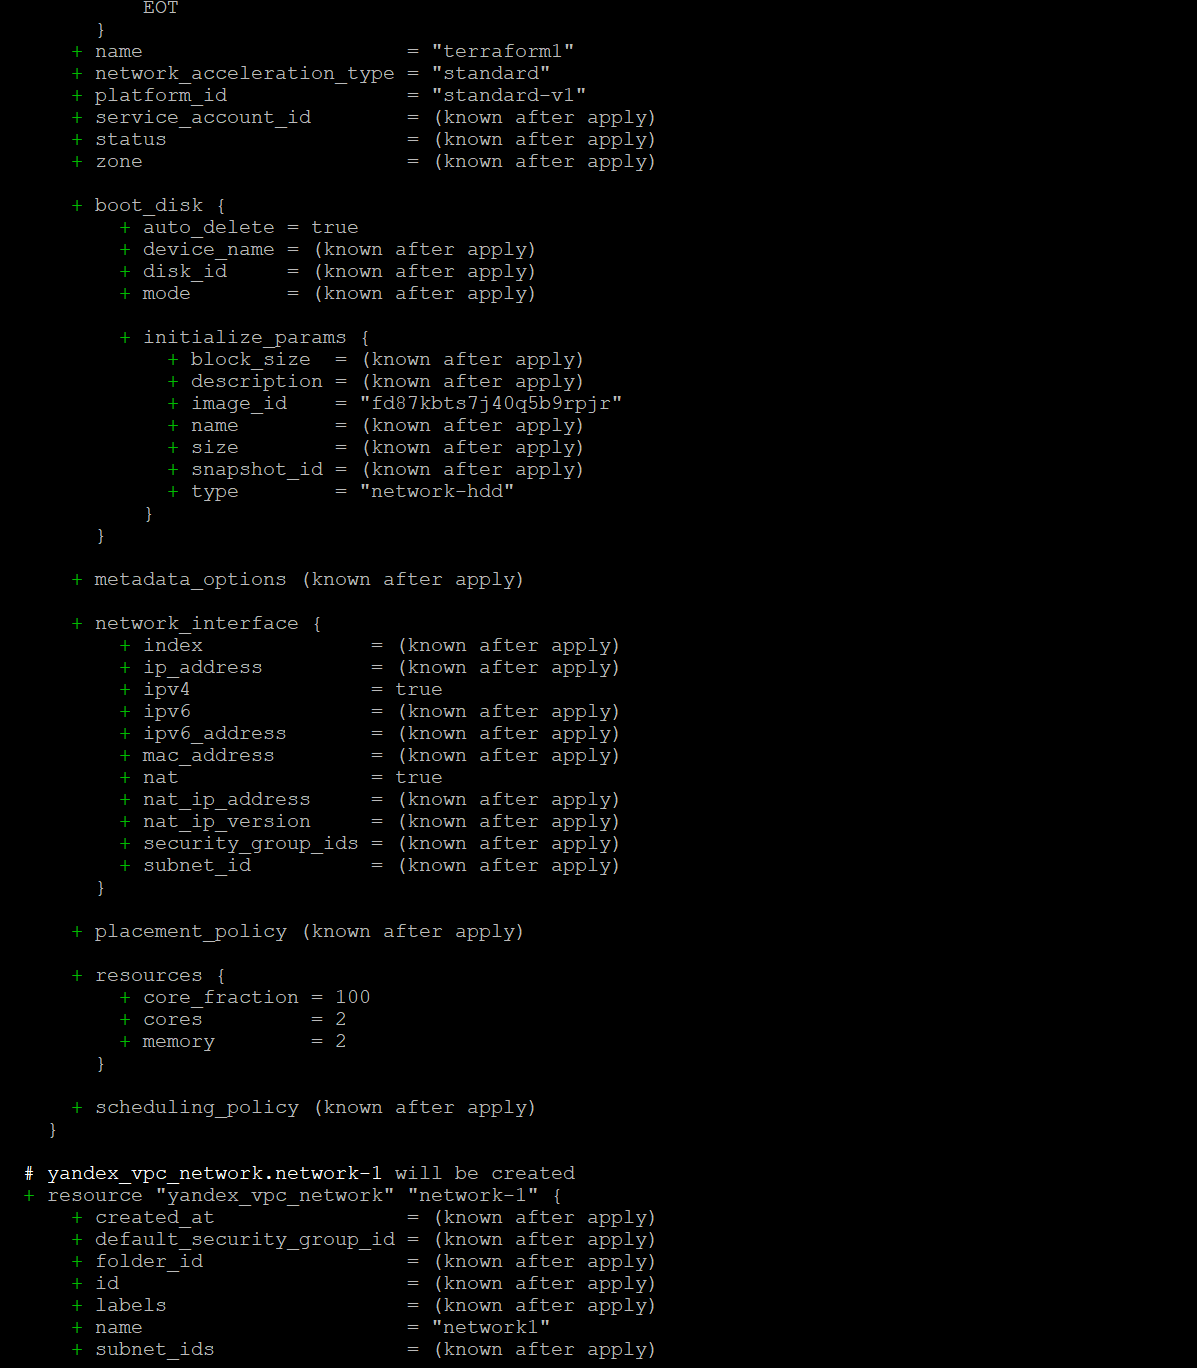 EOT
}
+ name                      = "terraform1"
+ network_acceleration_type = "standard"
+ platform_id               = "standard-v1"
+ service_account_id        = (known after apply)
+ status                    = (known after apply)
+ zone                      = (known after apply)
+ boot_disk {
+ auto_delete = true
+ device_name = (known after apply)
+ disk_id     = (known after apply)
+ mode        = (known after apply)
+ initialize_params {
+ block_size  = (known after apply)
+ description = (known after apply)
+ image_id    = "fd87kbts7j40q5b9rpjr"
+ name        = (known after apply)
+ size        = (known after apply)
+ snapshot_id = (known after apply)
+ type        = "network-hdd"
}
}
+ metadata_options (known after apply)
+ network_interface {
+ index              = (known after apply)
+ ip_address         = (known after apply)
+ ipv4               = true
+ ipv6               = (known after apply)
+ ipv6_address       = (known after apply)
+ mac_address        = (known after apply)
+ nat                = true
+ nat_ip_address     = (known after apply)
+ nat_ip_version     = (known after apply)
+ security_group_ids = (known after apply)
+ subnet_id          = (known after apply)
}
+ placement_policy (known after apply)
+ resources {
+ core_fraction = 100
+ cores         = 2
+ memory        = 2
}
+ scheduling_policy (known after apply)
}
# yandex_vpc_network.network-1 will be created
+ resource "yandex_vpc_network" "network-1" {
+ created_at                = (known after apply)
+ default_security_group_id = (known after apply)
+ folder_id                 = (known after apply)
+ id                        = (known after apply)
+ labels                    = (known after apply)
+ name                      = "network1"
+ subnet_ids                = (known after apply)